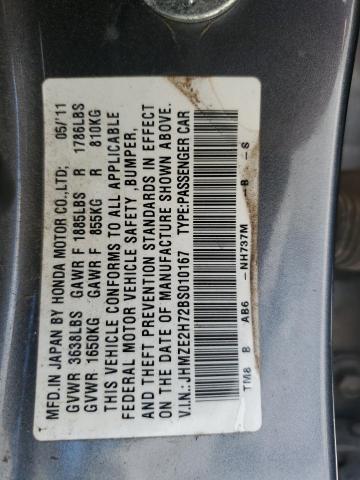 MFD.IN JAPAN BY HONDA MOTOR CO.,LTD, 05/'11
GVWR 3638LBS GAWR F 1885LBS R 1786LBS
GVWR 1650KG GAWR F 855KG R 810KG
THIS VEHICLE CONFORMS TO ALL APPLICABLE
FEDERAL MOTOR VEHICLE SAFETY ,BUMPER,
AND THEFT PREVENTION STANDARDS IN EFFECT
ON THE DATE OF MANUFACTURE SHOWN ABOVE.
V.I.N.:JHMZE2H72BS010167 TYPE:PASSENGER CAR
TM8 B AB6 -NH737M -B -S